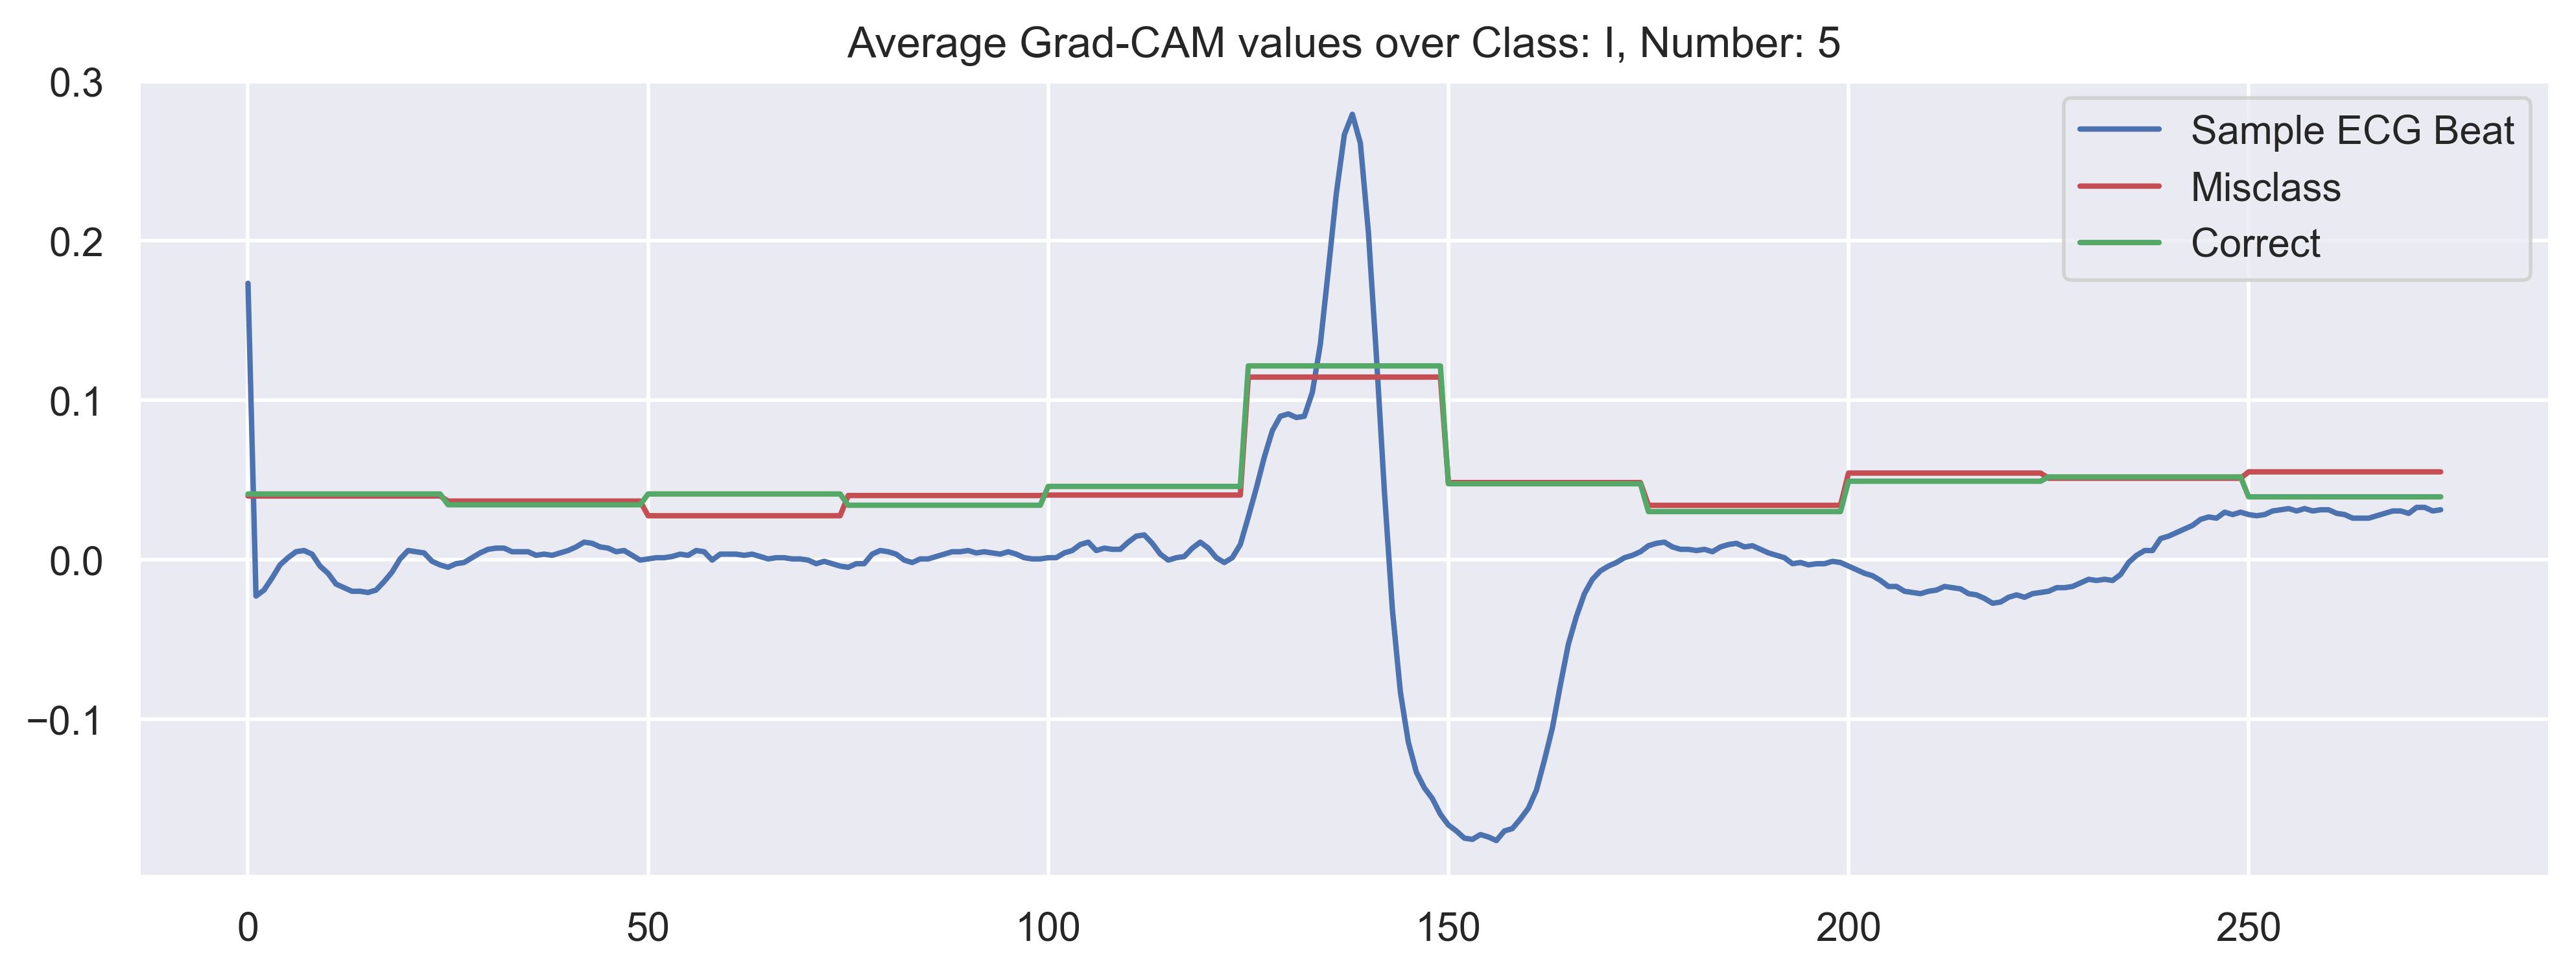 Average Grad-CAM values over Class: I, Number: 5
0.3
0.2
0.1
0.0
−0.1
Sample ECG Beat
Misclass
Correct
0 50 100 150 200 250